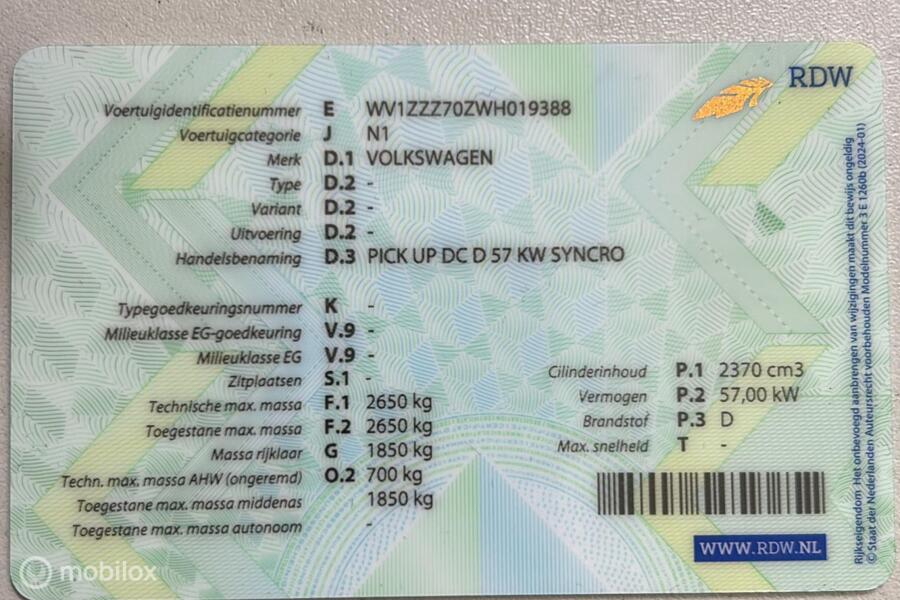 RDW
Voertuigidentificatienummer E WV1ZZZ70ZWH019388
Voertuigcategorie J N1
Merk D.1 VOLKSWAGEN
Type D.2 -
Variant D.2 -
Uitvoering D.2 -
Handelsbenaming D.3 PICK UP DC D 57 KW SYNCRO
Typegoedkeuringsnummer K -
Milieuklasse EG-goedkeuring V.9 -
Milieuklasse EG V.9 -
Zitplaatsen S.1 -
Technische max. massa F.1 2650 kg
Toegestane max. massa F.2 2650 kg
Massa rijklaar G 1850 kg
Techn. max. massa AHW (ongeremd) O.2 700 kg
Toegestane max. massa middenas 1850 kg
Toegestane max. massa autonoom -
Cilinderinhoud P.1 2370 cm3
Vermogen P.2 57,00 kW
Brandstof P.3 D
Max. snelheid T -
WWW.RDW.NL
Rijkseigendom Het onbevoegd aanbrengen van wijzigingen maakt dit bewijs ongeldig
© Staat der Nederlanden Auteursrecht voorbehouden Modelnummer 3 E 1260b (2024-01)
mobilox